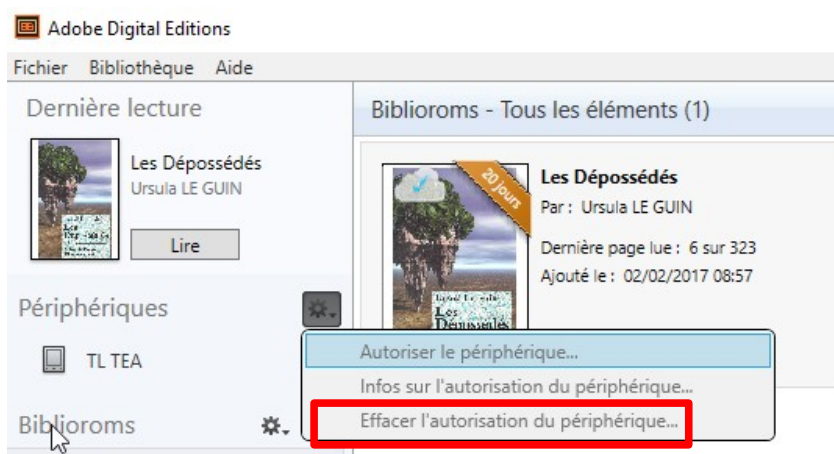 Adobe Digital Editions
Fichier Bibliothèque Aide
Dernière lecture
Les Dépossédés
Ursula LE GUIN
Lire
Périphériques
TL TEA
Biblioroms
Biblioroms - Tous les éléments (1)
20 jours
Les Dépossédés
Par : Ursula LE GUIN
Dernière page lue : 6 sur 323
Ajouté le : 02/02/2017 08:57
Autoriser le périphérique...
Infos sur l'autorisation du périphérique...
Effacer l'autorisation du périphérique...